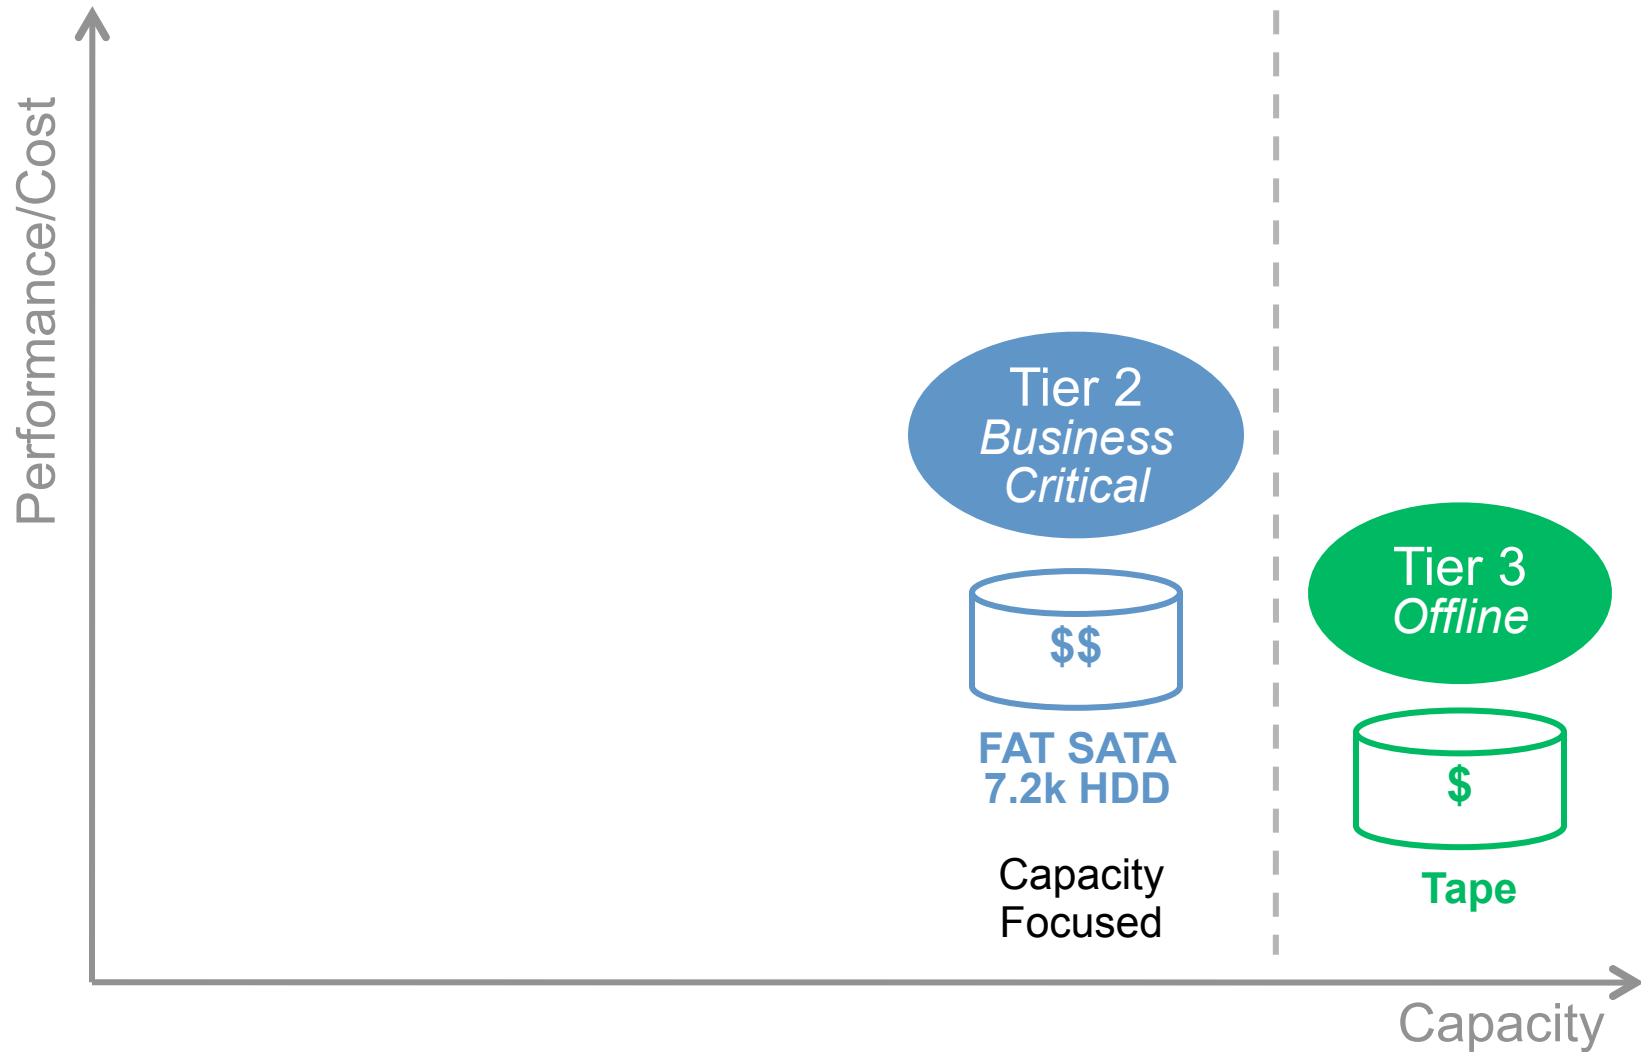 Performance/Cost
Tier 2
Business
Critical
$$
FAT SATA
7.2k HDD
Capacity
Focused
Tier 3
Offline
$
Tape
Capacity